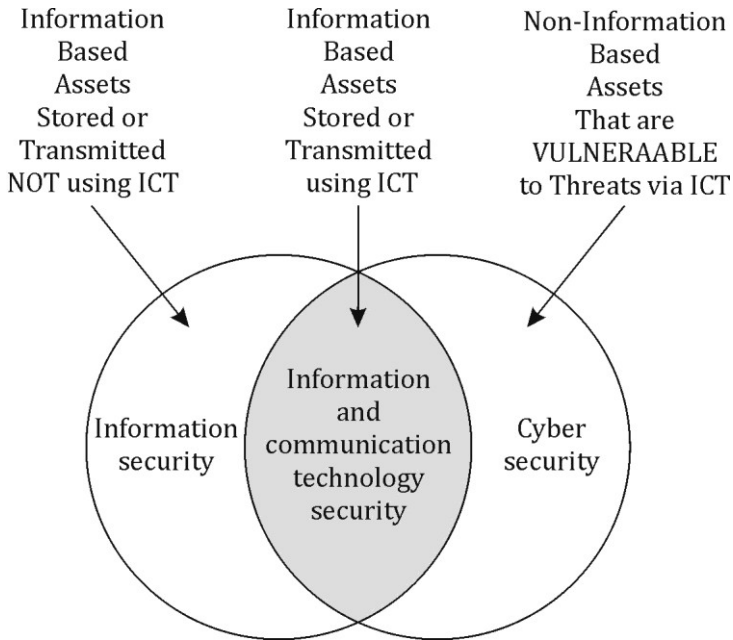 Information
Based
Assets
Stored or
Transmitted
NOT using ICT
Information
Based
Assets
Stored or
Transmitted
using ICT
Non-Information
Based
Assets
That are
VULNERAABLE
to Threats via ICT
Information
security
Information
and
communication
technology
security
Cyber
security